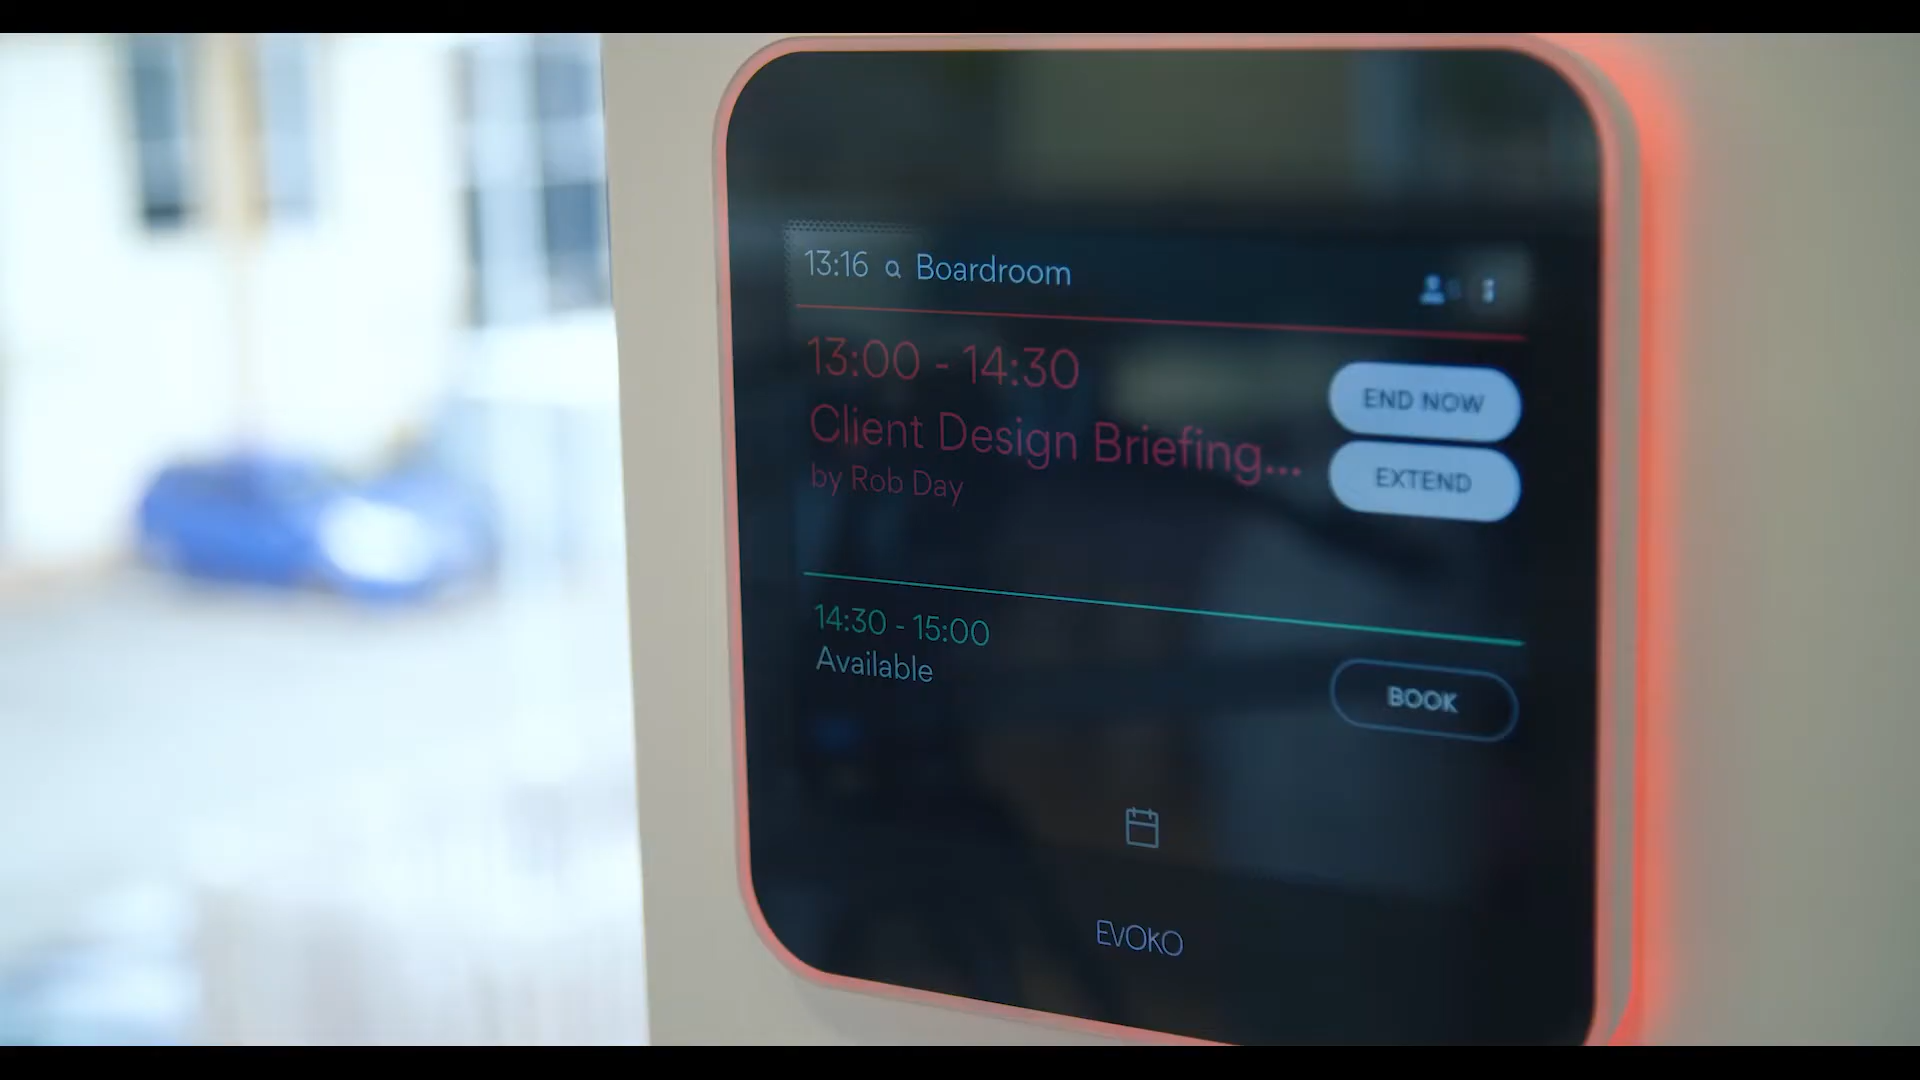 13:16 Boardroom
13:00 - 14:30
Client Design Briefing...
by Rob Day
END NOW
EXTEND
14:30 - 15:00
Available
BOOK
EVOKO